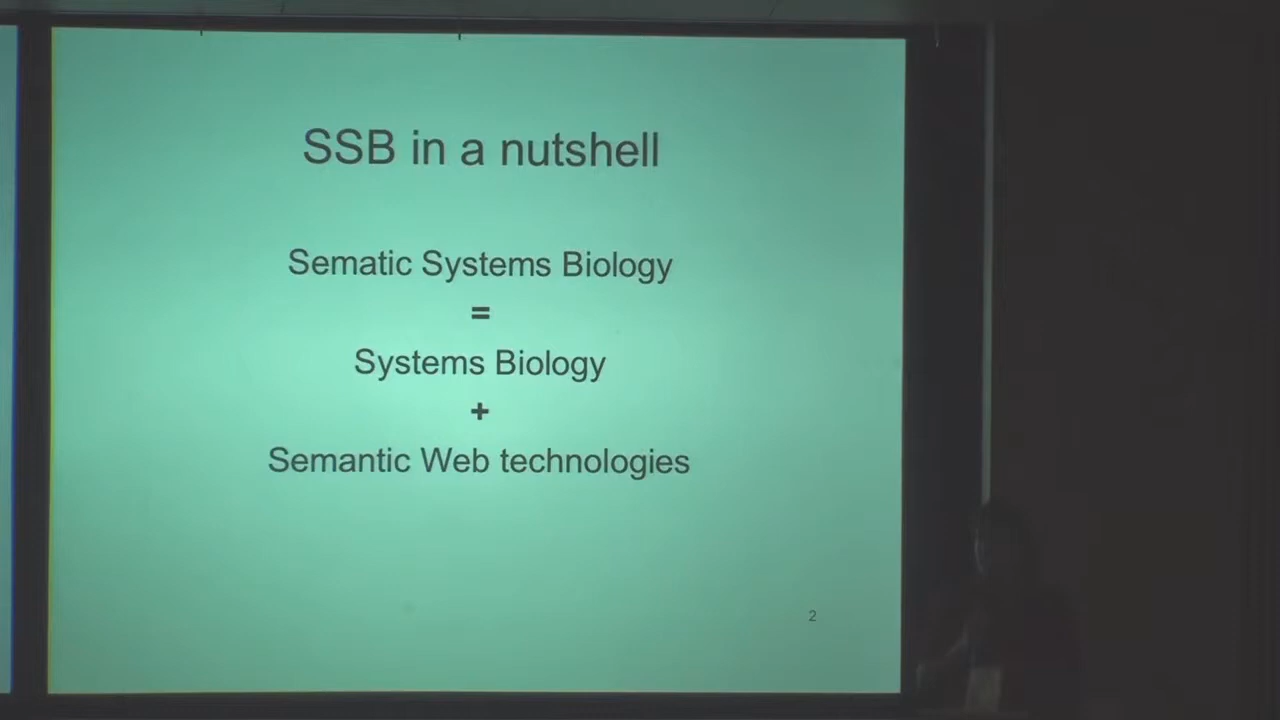 SSB in a nutshell
Sematic Systems Biology
=
Systems Biology
+
Semantic Web technologies
2